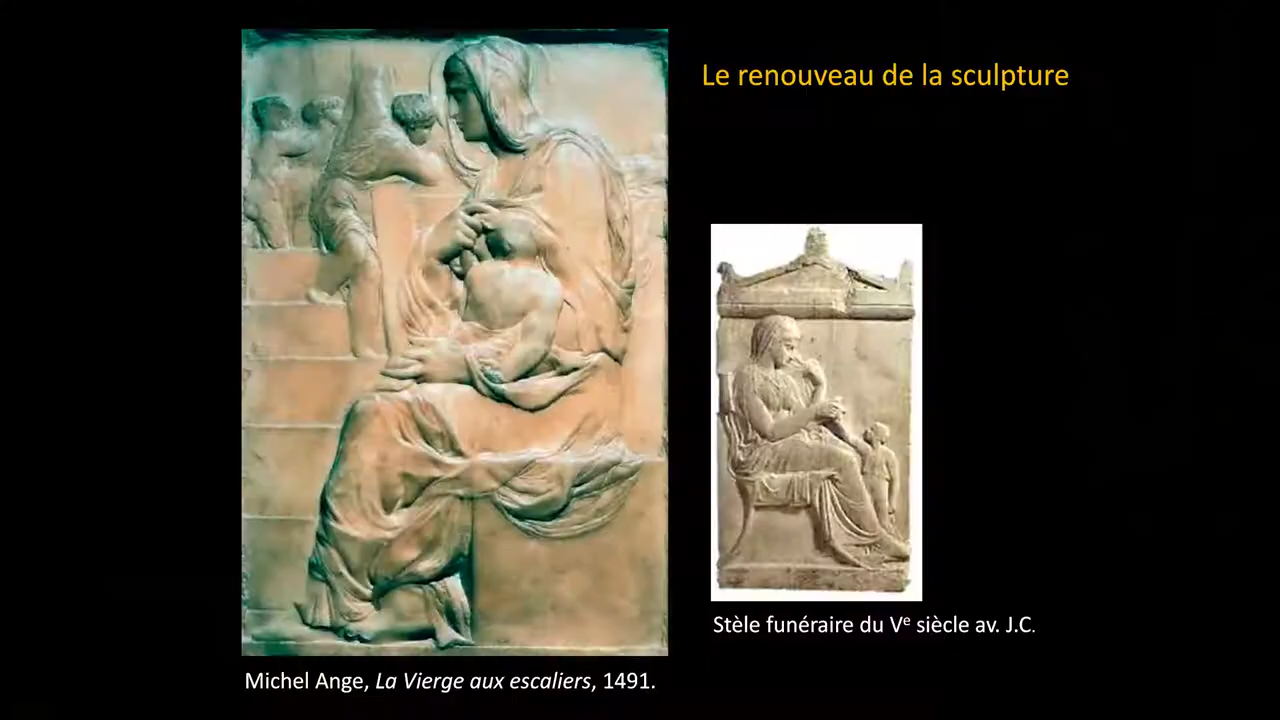 Le renouveau de la sculpture
Stèle funéraire du Ve siècle av. J.C.
Michel Ange, La Vierge aux escaliers, 1491.